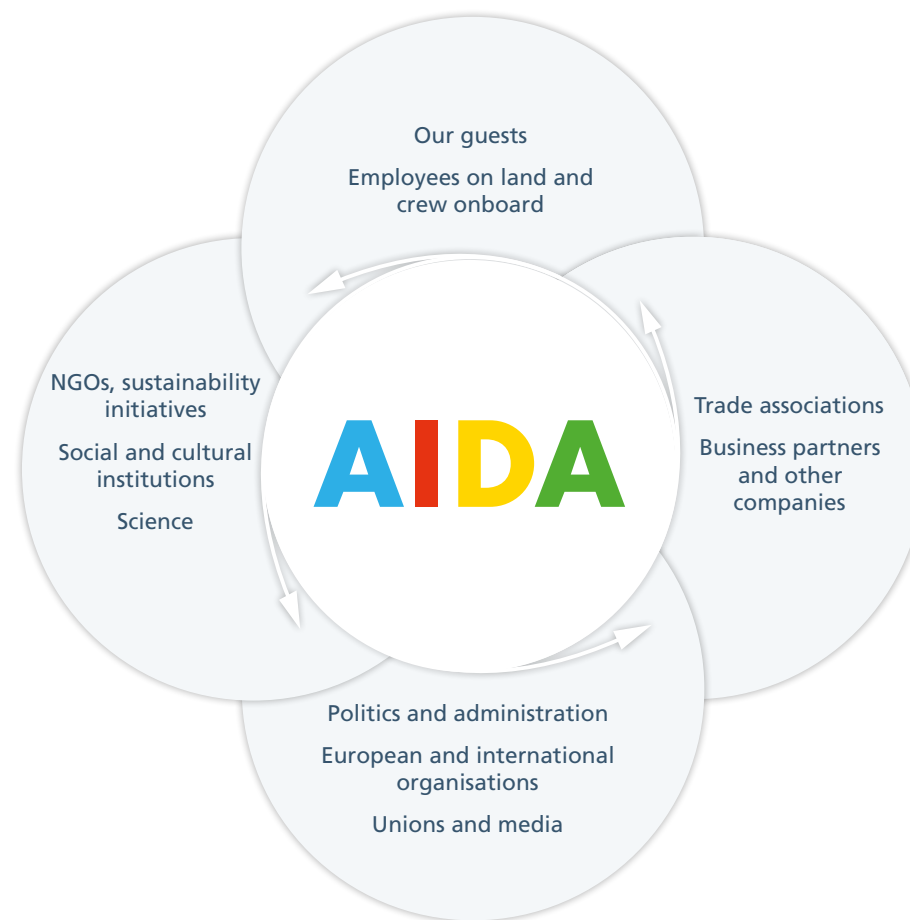 Our guests
Employees on land and
crew onboard
NGOs, sustainability
initiatives
Social and cultural
institutions
Science
AIDA
Trade associations
Business partners
and other
companies
Politics and administration
European and international
organisations
Unions and media